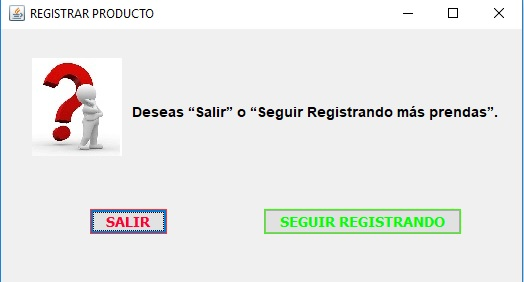 REGISTRAR PRODUCTO
Deseas “Salir” o “Seguir Registrando más prendas”.
SALIR
SEGUIR REGISTRANDO